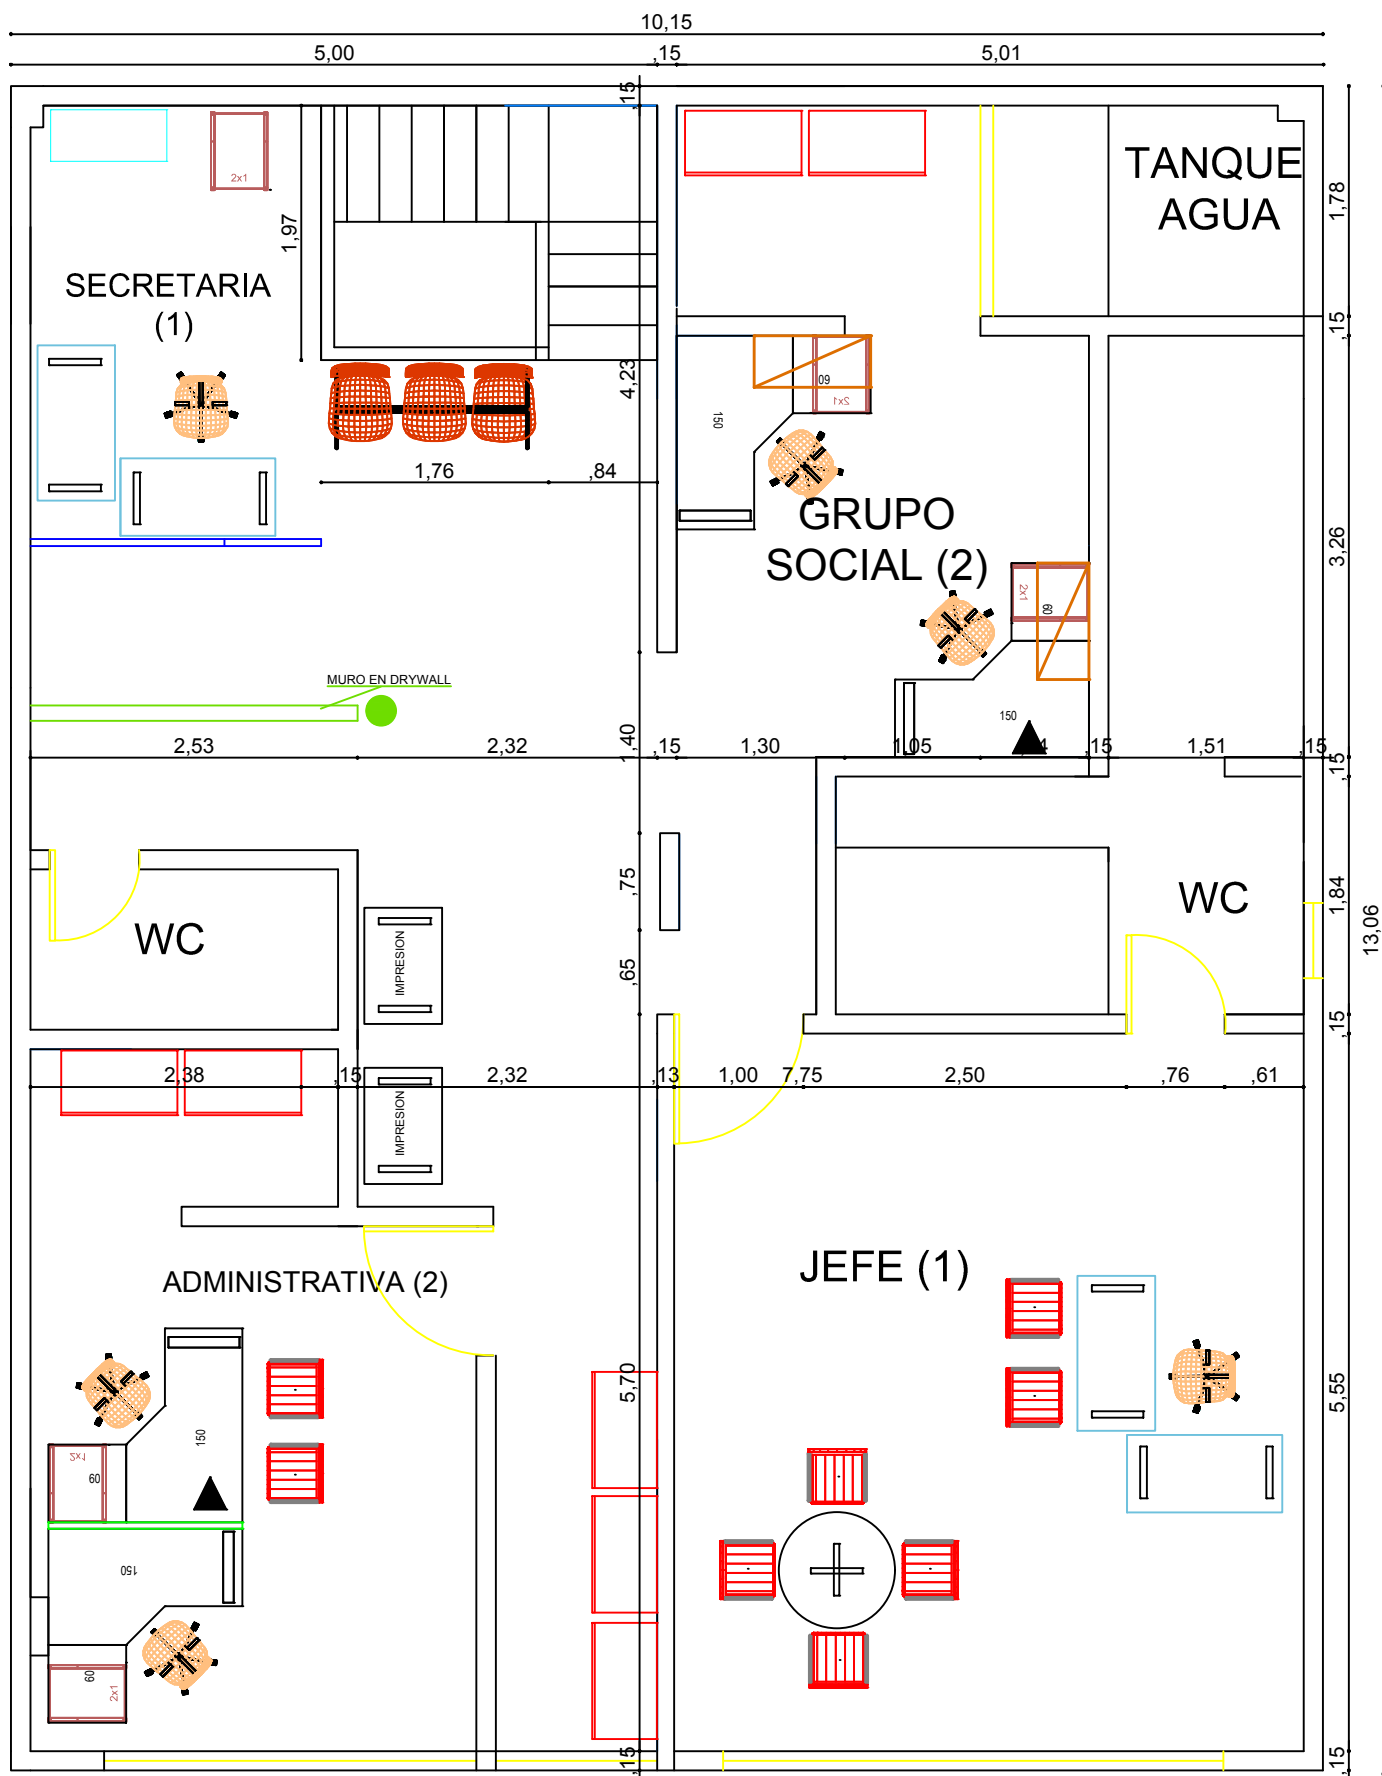 10,15
5,00
,15
5,01
,15
TANQUE
AGUA
1,78
2x1
1,97
SECRETARIA
(1)
,15
4,23
60
2x1
150
1,76
,84
GRUPO
SOCIAL (2)
3,26
2x1
60
MURO EN DRYWALL
150
2,53
2,32
1,40
,15
1,30
1,05
,15
1,51
,15
,15
WC
,75
WC
1,84
13,06
IMPRESION
,65
,15
2,38
,15
2,32
,13
1,00
7,75
2,50
,76
,61
IMPRESION
ADMINISTRATIVA (2)
JEFE (1)
5,70
5,55
150
2x1
60
150
60
2x1
,15
,15